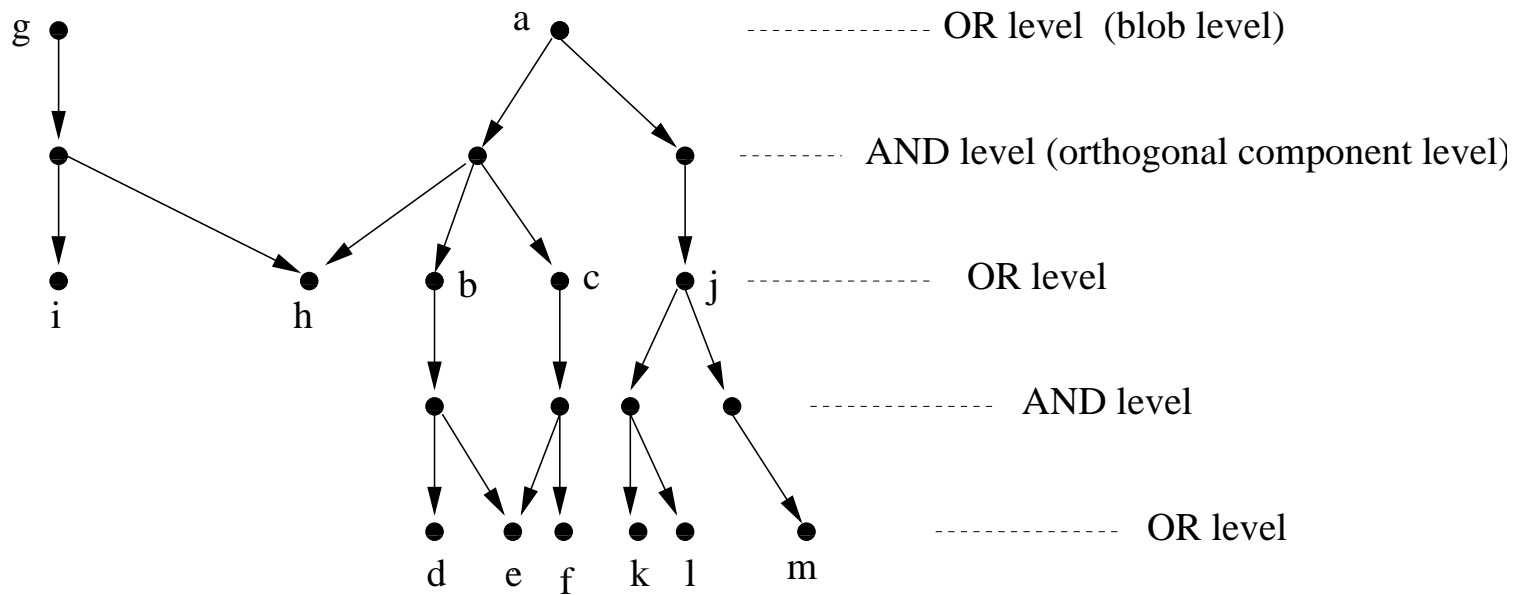 g a OR level (blob level)
AND level (orthogonal component level)
b c j OR level
i h
AND level
OR level
d e f k l m